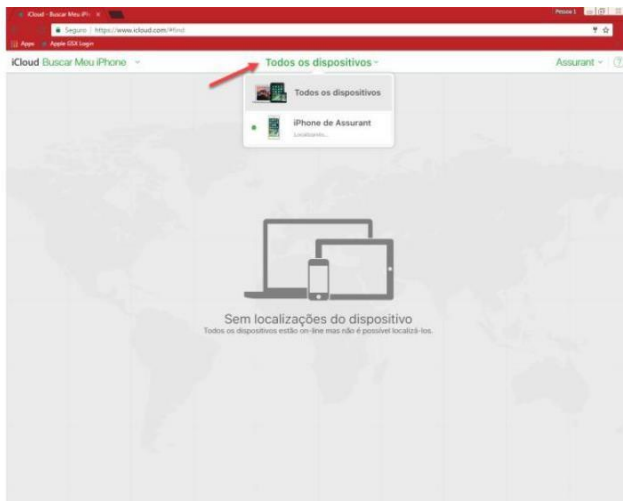 iCloud - Buscar Meu iPh
Pessoa 1
Seguro | https://www.icloud.com/#find
Apps
Apple GSX Login
iCloud Buscar Meu iPhone
Todos os dispositivos
Assurant
Todos os dispositivos
iPhone de Assurant
Localizando...
Sem localizações do dispositivo
Todos os dispositivos estão on-line mas não é possível localizá-los.